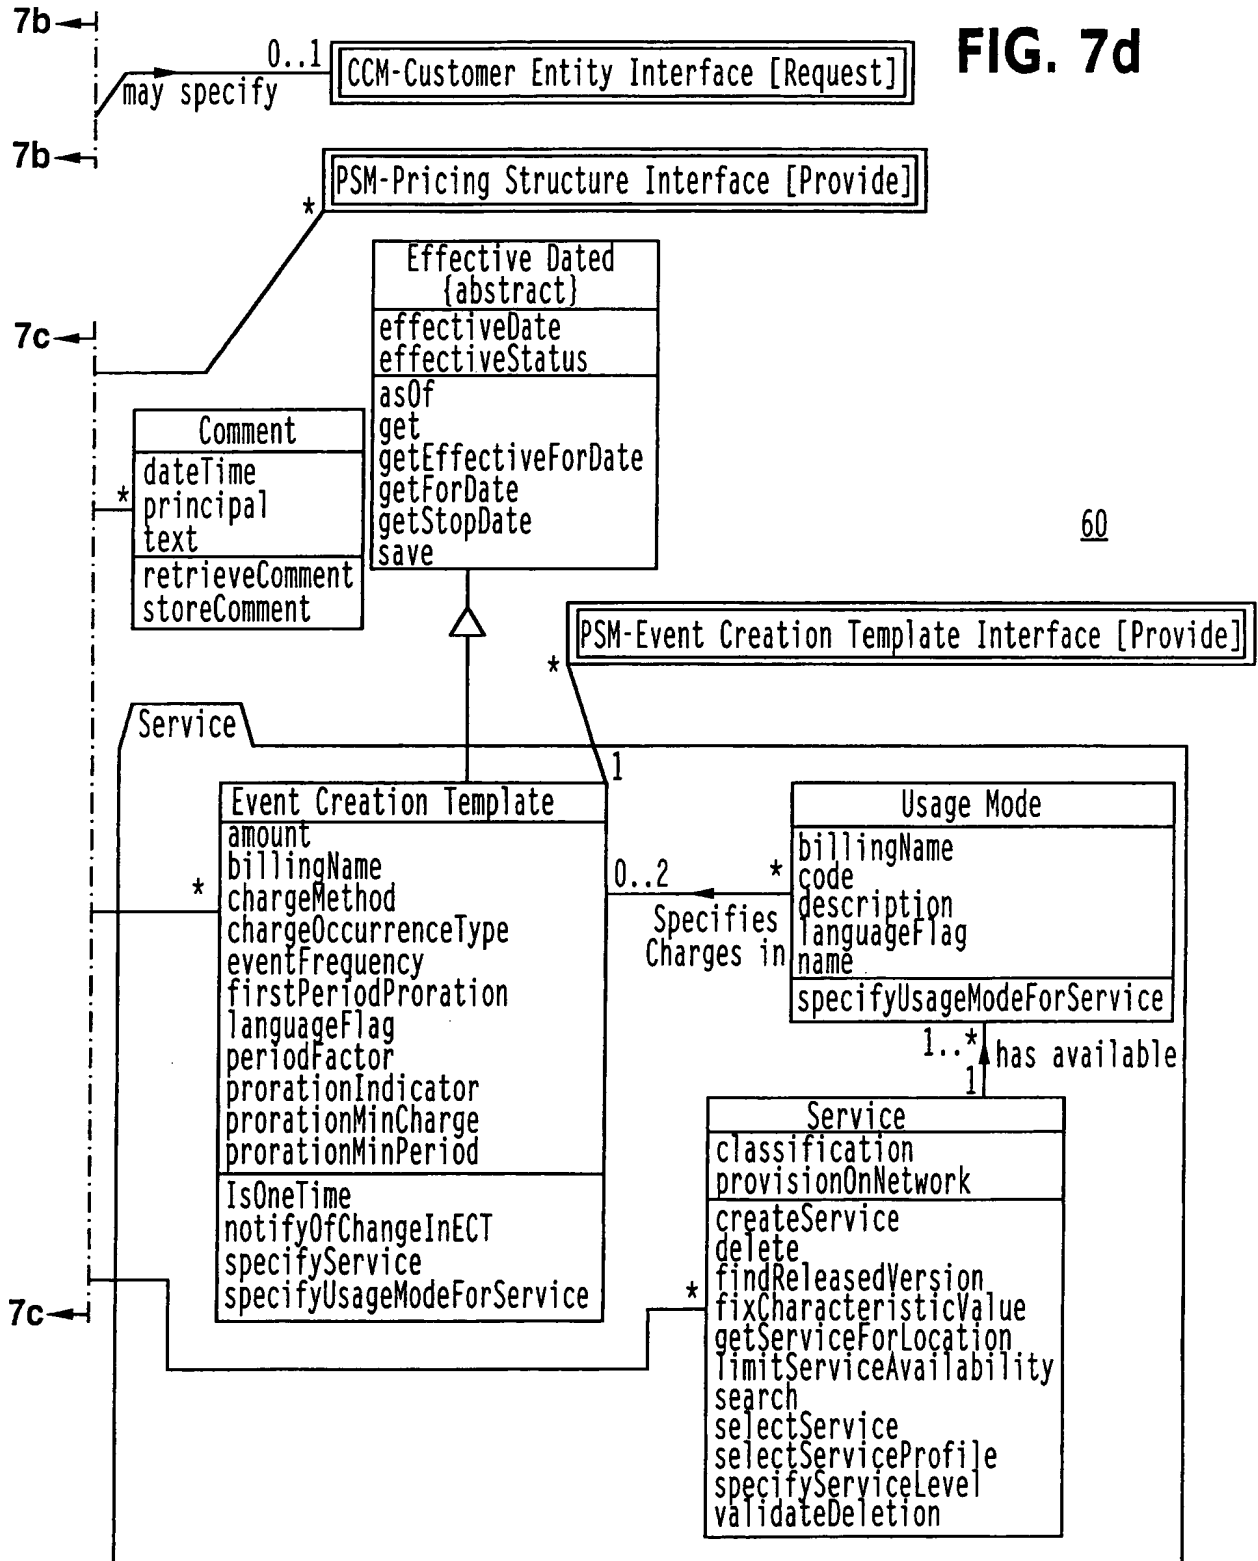 7b
FIG. 7d
0..1
CCM-Customer Entity Interface [Request]
may specify
7b
PSM-Pricing Structure Interface [Provide]
*
Effective Dated
{abstract}
effectiveDate
effectiveStatus
asOf
get
getEffectiveForDate
getForDate
getStopDate
save
7c
Comment
dateTime
* principal
text
retrieveComment
storeComment
60
PSM-Event Creation Template Interface [Provide]
*
Service
1
Event Creation Template
amount
billingName
* chargeMethod
chargeOccurrenceType
eventFrequency
firstPeriodProration
languageFlag
periodFactor
prorationIndicator
prorationMinCharge
prorationMinPeriod
IsOneTime
notifyOfChangeInECT
specifyService
specifyUsageModeForService
Usage Mode
billingName
code
description
languageFlag
name
specifyUsageModeForService
0..2
*
Specifies
Charges in
1..*
has available
1
Service
classification
provisionOnNetwork
createService
delete
findReleasedVersion
* fixCharacteristicValue
getServiceForLocation
limitServiceAvailability
search
selectService
selectServiceProfile
specifyServiceLevel
validateDeletion
7c